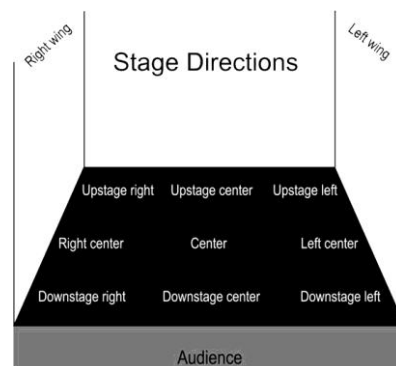 Right wing
Stage Directions
Left wing
Upstage right Upstage center Upstage left
Right center Center Left center
Downstage right Downstage center Downstage left
Audience